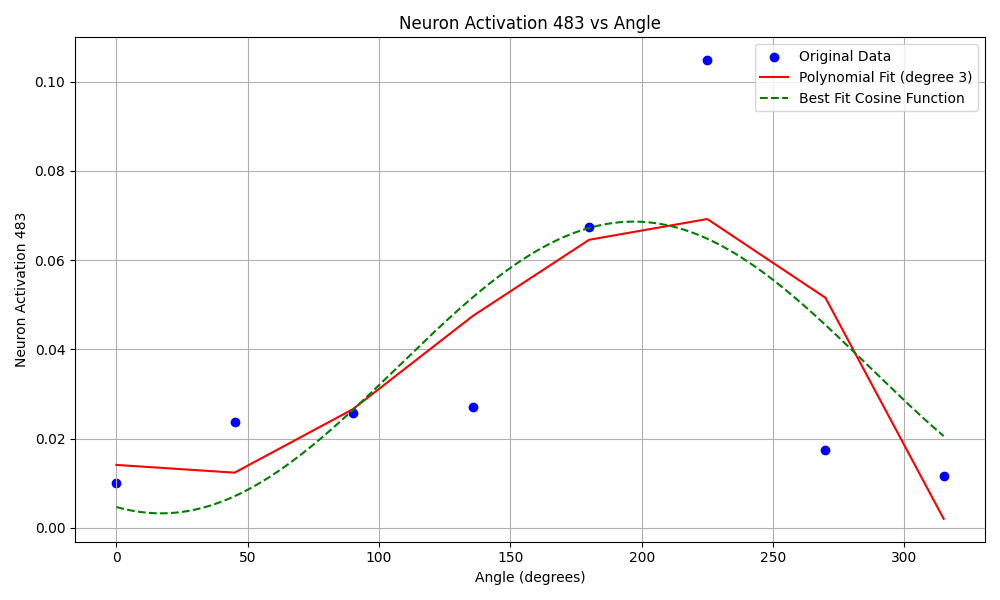 Neuron Activation 483 vs Angle
Original Data
Polynomial Fit (degree 3)
Best Fit Cosine Function
Neuron Activation 483
0.10
0.08
0.06
0.04
0.02
0.00
0 50 100 150 200 250 300
Angle (degrees)